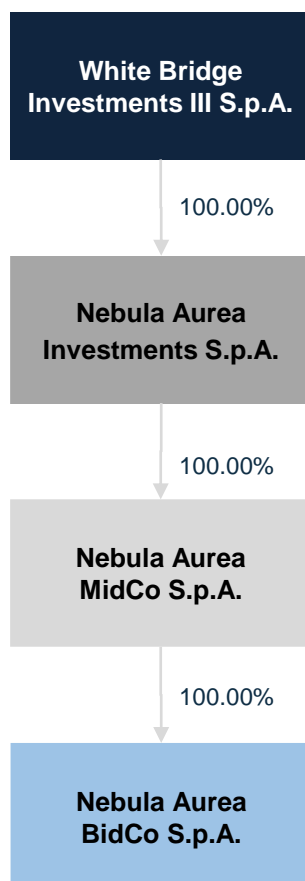 White Bridge
Investments III S.p.A.
100.00%
Nebula Aurea
Investments S.p.A.
100.00%
Nebula Aurea
MidCo S.p.A.
100.00%
Nebula Aurea
BidCo S.p.A.